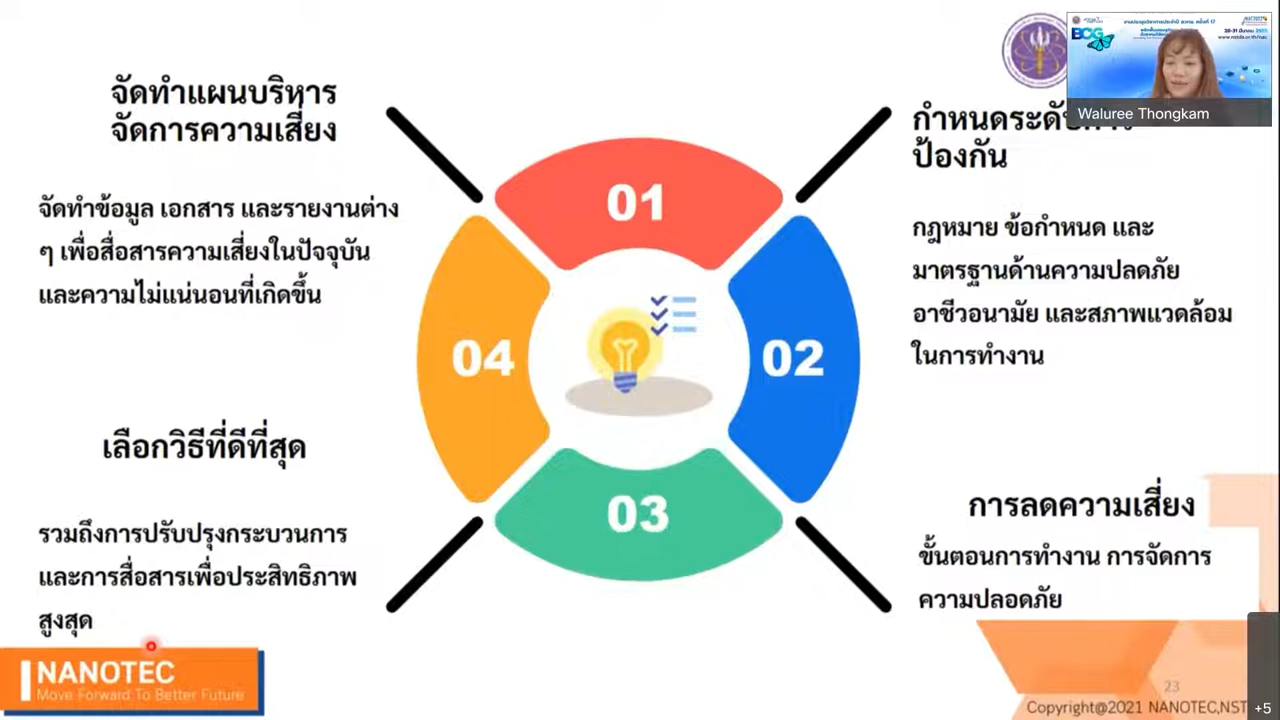 จัดทำแผนบริหาร
จัดการความเสี่ยง
จัดทำข้อมูล เอกสาร และรายงานต่าง
ๆ เพื่อสื่อสารความเสี่ยงในปัจจุบัน
และความไม่แน่นอนที่เกิดขึ้น
กำหนดระดับการ
ป้องกัน
กฎหมาย ข้อกำหนด และ
มาตรฐานด้านความปลดภัย
อาชีวอนามัย และสภาพแวดล้อม
ในการทำงาน
01
02
03
04
เลือกวิธีที่ดีที่สุด
รวมถึงการปรับปรุงกระบวนการ
และการสื่อสารเพื่อประสิทธิภาพ
สูงสุด
การลดความเสี่ยง
ขั้นตอนการทำงาน การจัดการ
ความปลอดภัย
NANOTEC
Move Forward To Better Future
23
Copyright@2021 NANOTEC,NST
+5
BCG
Waluree Thongkam